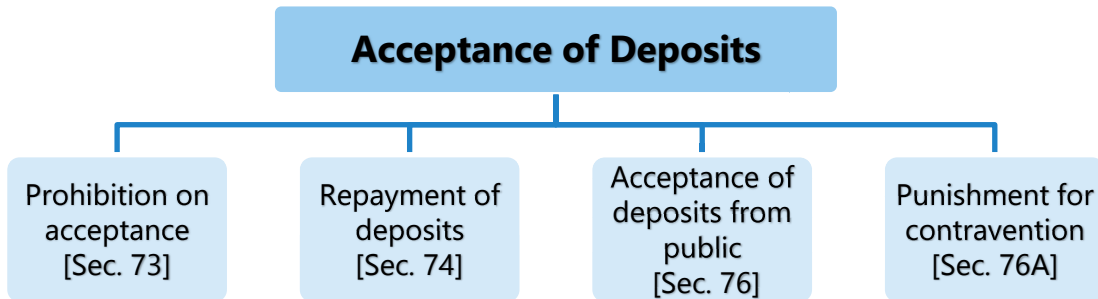 Acceptance of Deposits
Prohibition on
acceptance
[Sec. 73]
Repayment of
deposits
[Sec. 74]
Acceptance of
deposits from
public
[Sec. 76]
Punishment for
contravention
[Sec. 76A]